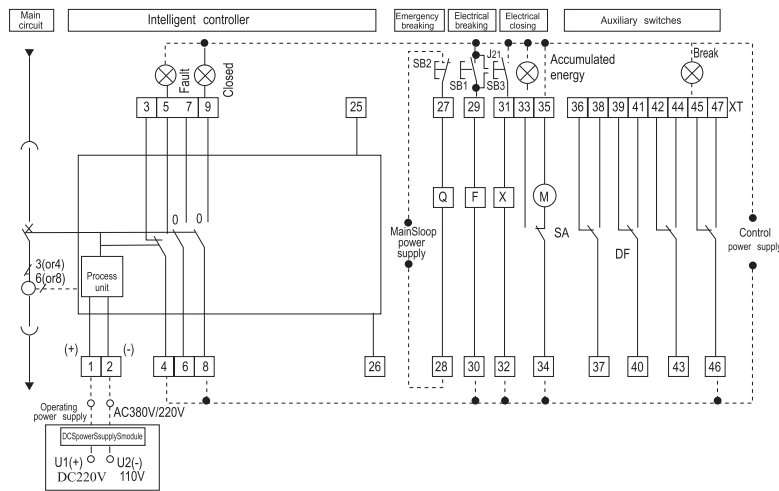 Main circuit
Intelligent controller
Emergency breaking
Electrical breaking
Electrical closing
Auxiliary switches
SB2
SB1
J21
SB3
Accumulated energy
Break
Fault
Closed
3 5 7 9
25
27
29
31 33 35
36 38 39 41 42 44 45 47 XT
0
0
Q
F
X
M
MainSloop power supply
SA
DF
Control power supply
3(or4)
6(or8)
Process unit
(+)
(-)
1 2
4 6 8
26
28
30
32
34
37
40
43
46
Operating power supply
AC380V/220V
DCSpowerSsupplySmodule
U1(+)
U2(-)
DC220V
110V